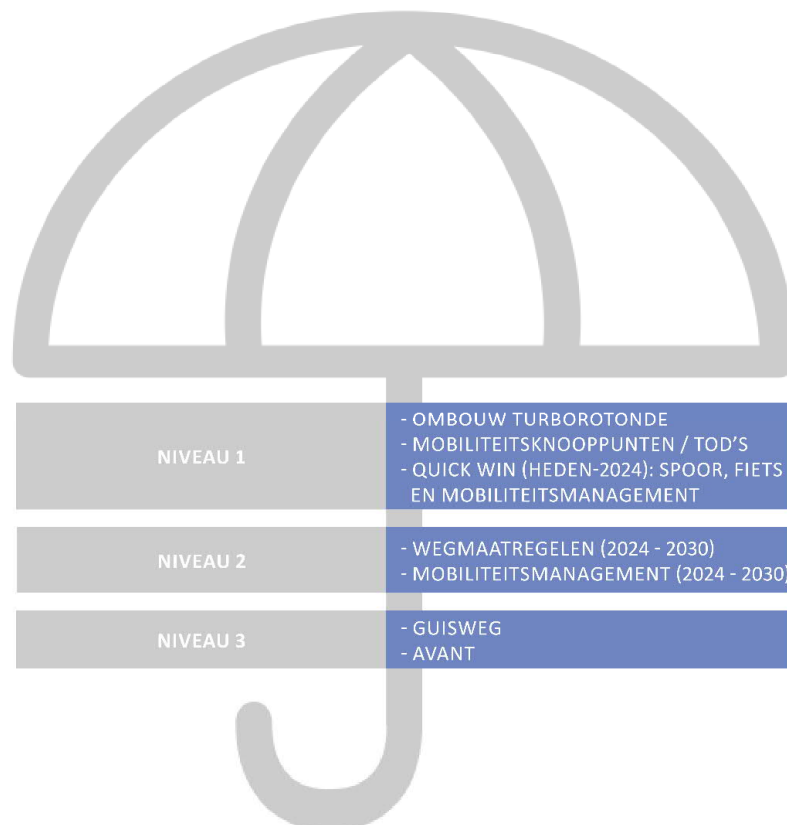 NIVEAU 1
- OMBOUW TURBOROTONDE
- MOBILITEITSKNOOPPUNTEN / TOD'S
- QUICK WIN (HEDEN-2024): SPOOR, FIETS
EN MOBILITEITSMANAGEMENT
NIVEAU 2
- WEGMAATREGELEN (2024 - 2030)
- MOBILITEITSMANAGEMENT (2024 - 2030)
NIVEAU 3
- GUISWEG
- AVANT